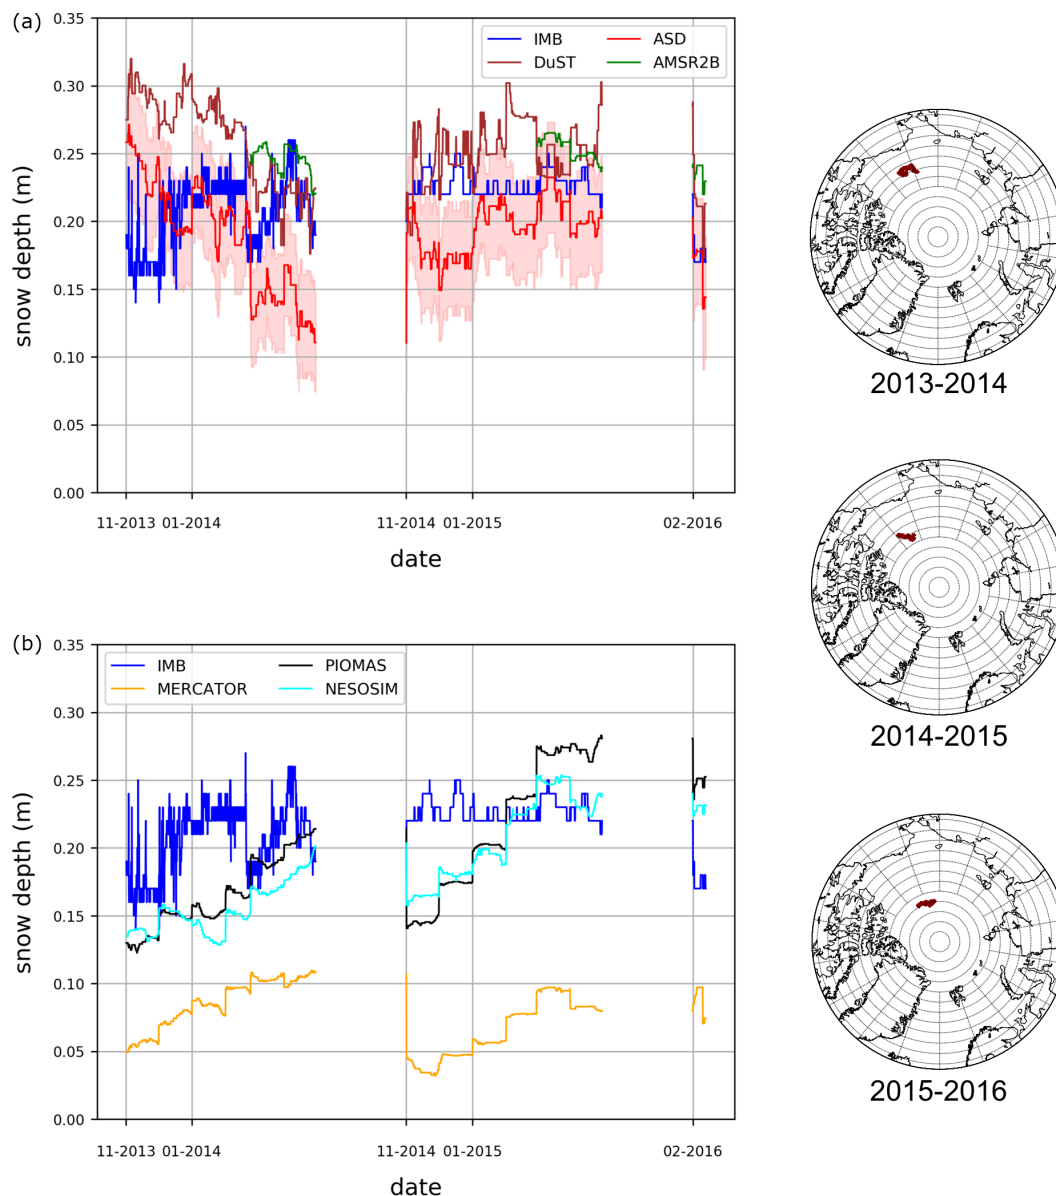 (a)
0.35
0.30
0.25
0.20
0.15
0.10
0.05
0.00
snow depth (m)
IMB ASD
DuST AMSR2B
11-2013 01-2014 11-2014 01-2015 02-2016
date
2013-2014
2014-2015
(b)
0.35
0.30
0.25
0.20
0.15
0.10
0.05
0.00
snow depth (m)
IMB PIOMAS
MERCATOR NESOSIM
11-2013 01-2014 11-2014 01-2015 02-2016
date
2015-2016